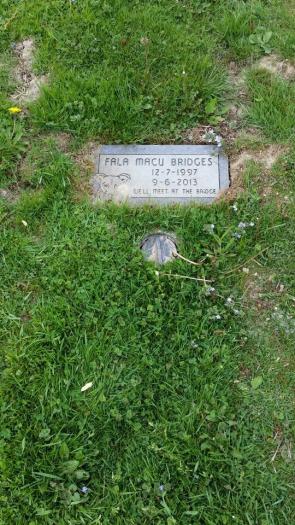 FALA MACU BRIDGES
12-7-1997
9-6-2013
WE'LL MEET AT THE BRIDGE